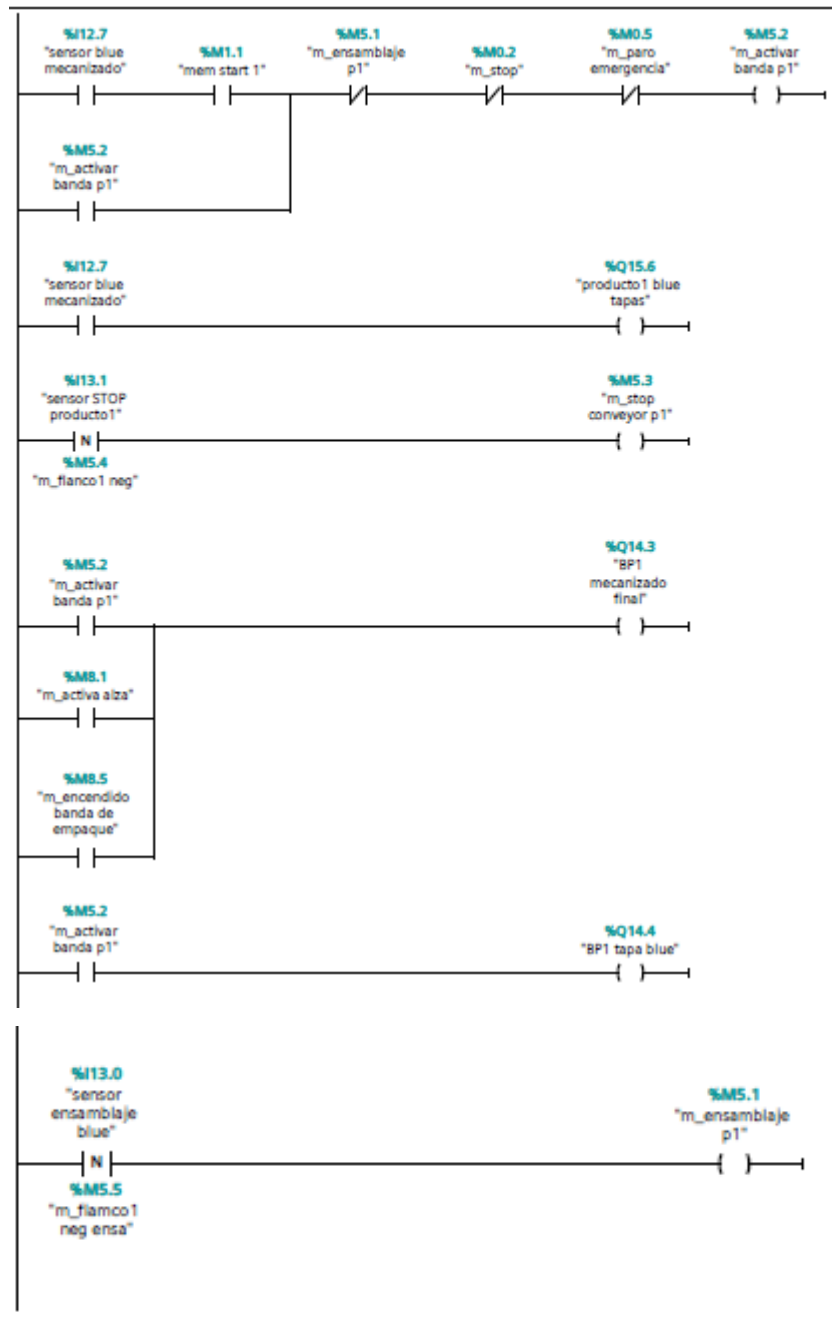 %I12.7
"sensor blue
mecanizado"
%M1.1
"mem start 1"
%M5.1
"m_ensamblaje
p1"
%M0.2
"m_stop"
%M0.5
"m_paro
emergencia"
%M5.2
"m_activar
banda p1"
%M5.2
"m_activar
banda p1"
%I12.7
"sensor blue
mecanizado"
%Q15.6
"producto1 blue
tapas"
%I13.1
"sensor STOP
producto1"
N
%M5.4
"m_flanco1 neg"
%M5.3
"m_stop
conveyor p1"
%M5.2
"m_activar
banda p1"
%Q14.3
"BP1
mecanizado
final"
%M8.1
"m_activa alza"
%M8.5
"m_encendido
banda de
empaque"
%M5.2
"m_activar
banda p1"
%Q14.4
"BP1 tapa blue"
%I13.0
"sensor
ensamblaje
blue"
N
%M5.5
"m_flamco1
neg ensa"
%M5.1
"m_ensamblaje
p1"